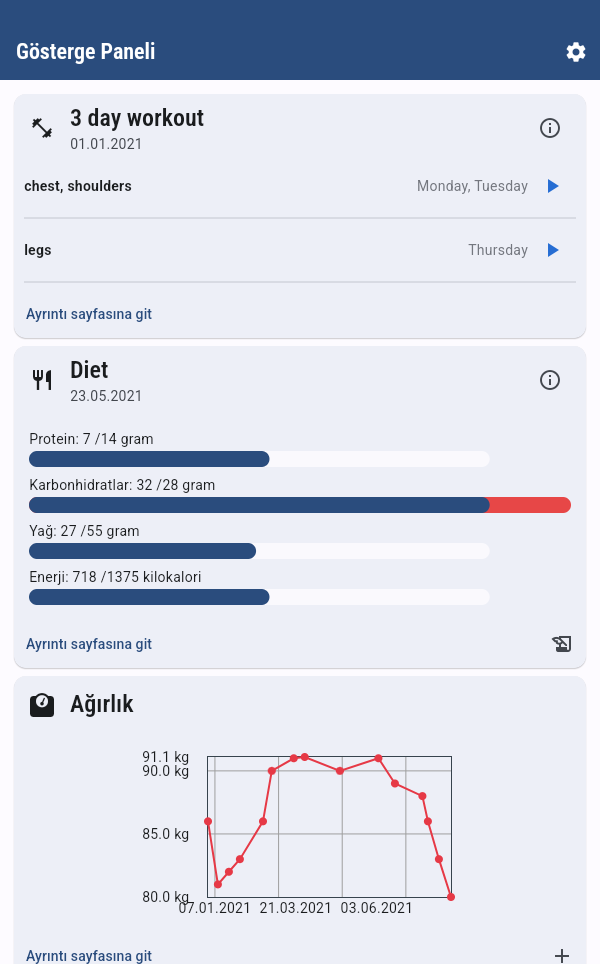 Gösterge Paneli
3 day workout
01.01.2021
chest, shoulders Monday, Tuesday
legs Thursday
Ayrıntı sayfasına git
Diet
23.05.2021
Protein: 7 /14 gram
Karbonhidratlar: 32 /28 gram
Yağ: 27 /55 gram
Enerji: 718 /1375 kilokalori
Ayrıntı sayfasına git
Ağırlık
91.1 kg
90.0 kg
85.0 kg
80.0 kg
07.01.2021 21.03.2021 03.06.2021
Ayrıntı sayfasına git